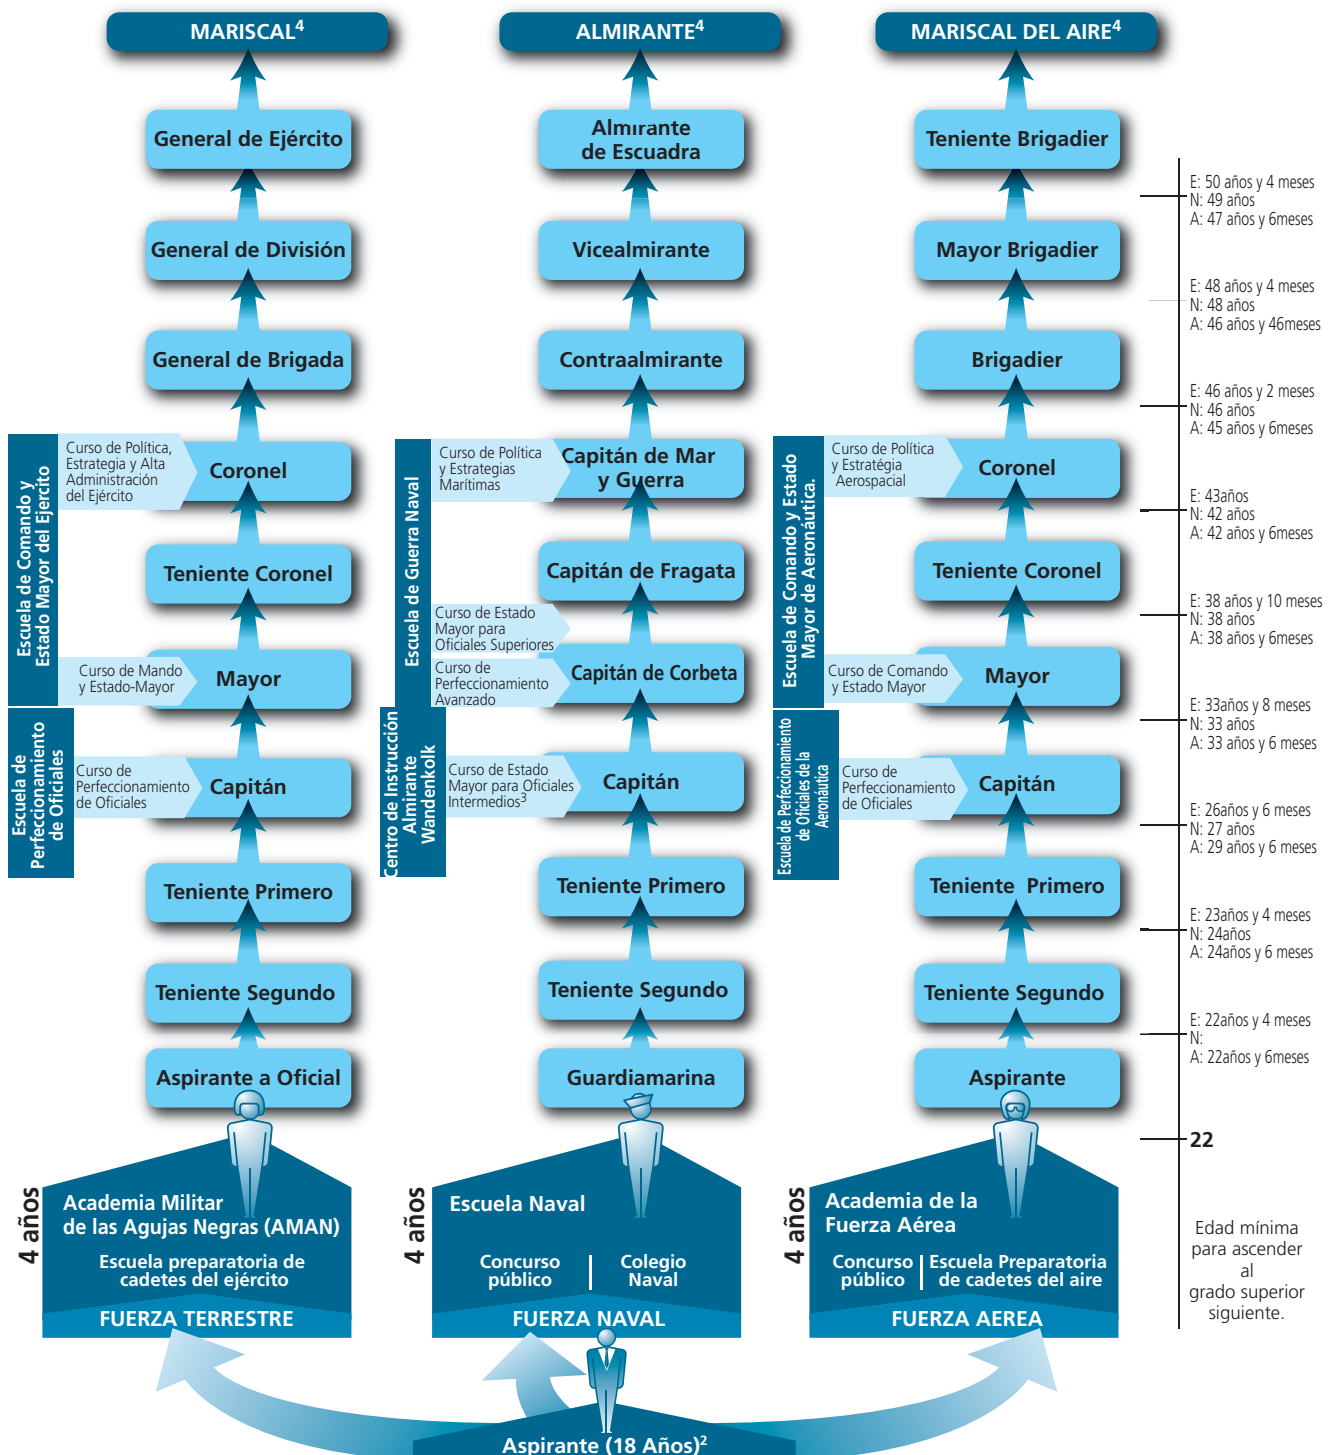 MARISCAL4
General de Ejército
General de División
General de Brigada
Escuela de Comando y
Estado Mayor del Ejercito
Curso de Política,
Estrategia y Alta
Administración
del Ejército
Coronel
Teniente Coronel
Curso de Mando
y Estado-Mayor
Mayor
Escuela de
Perfeccionamiento
de Oficiales
Curso de
Perfeccionamiento
de Oficiales
Capitán
Teniente Primero
Teniente Segundo
Aspirante a Oficial
4 años
Academia Militar
de las Agujas Negras (AMAN)
Escuela preparatoria de
cadetes del ejército
FUERZA TERRESTRE
ALMIRANTE4
Almirante
de Escuadra
Vicealmirante
Contraalmirante
Escuela de Guerra Naval
Curso de Política
y Estrategias
Marítimas
Capitán de Mar
y Guerra
Capitán de Fragata
Curso de Estado
Mayor para
Oficiales Superiores
Curso de
Perfeccionamiento
Avanzado
Capitán de Corbeta
Centro de Instrucción
Almirante
Wandenkolk
Curso de Estado
Mayor para Oficiales
Intermedios3
Capitán
Teniente Primero
Teniente Segundo
Guardiamarina
4 años
Escuela Naval
Concurso
público
Colegio
Naval
FUERZA NAVAL
MARISCAL DEL AIRE4
Teniente Brigadier
Mayor Brigadier
Brigadier
Escuela de Comando y Estado
Mayor de Aeronáutica.
Curso de Política
y Estratégia
Aerospacial
Coronel
Teniente Coronel
Curso de Comando
y Estado Mayor
Mayor
Escuela de Perfeccionamiento
de Oficiales de la
Aeronáutica
Curso de
Perfeccionamiento
de Oficiales
Capitán
Teniente Primero
Teniente Segundo
Aspirante
4 años
Academia de la
Fuerza Aérea
Concurso
público
Escuela Preparatoria
de cadetes del aire
FUERZA AEREA
E: 50 años y 4 meses
N: 49 años
A: 47 años y 6meses
E: 48 años y 4 meses
N: 48 años
A: 46 años y 46meses
E: 46 años y 2 meses
N: 46 años
A: 45 años y 6meses
E: 43años
N: 42 años
A: 42 años y 6meses
E: 38 años y 10 meses
N: 38 años
A: 38 años y 6meses
E: 33años y 8 meses
N: 33 años
A: 33 años y 6 meses
E: 26años y 6 meses
N: 27 años
A: 29 años y 6 meses
E: 23años y 4 meses
N: 24años
A: 24años y 6 meses
E: 22años y 4 meses
N:
A: 22años y 6meses
22
Edad mínima
para ascender
al
grado superior
siguiente.
Aspirante (18 Años)2